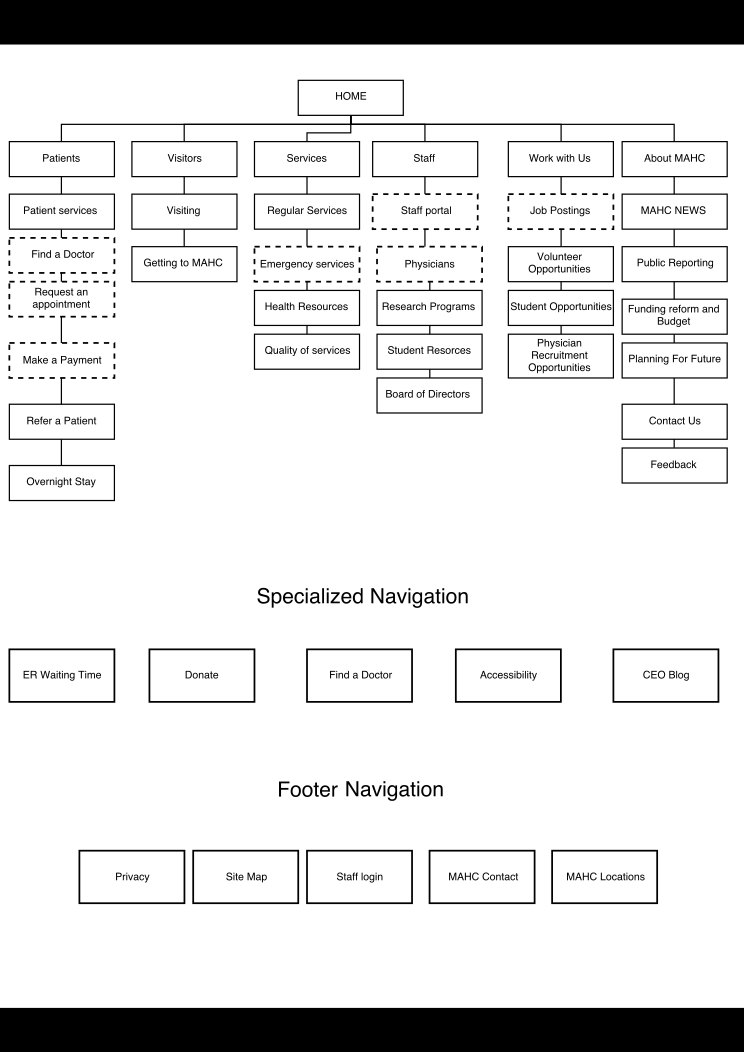 HOME
Patients
Visitors
Services
Staff
Work with Us
About MAHC
Patient services
Visiting
Regular Services
Staff portal
Job Postings
MAHC NEWS
Find a Doctor
Getting to MAHC
Emergency services
Physicians
Volunteer
Opportunities
Public Reporting
Request an
appointment
Health Resources
Research Programs
Student Opportunities
Funding reform and
Budget
Make a Payment
Quality of services
Student Resorces
Physician
Recruitment
Opportunities
Planning For Future
Refer a Patient
Board of Directors
Contact Us
Overnight Stay
Feedback
Specialized Navigation
ER Waiting Time
Donate
Find a Doctor
Accessibility
CEO Blog
Footer Navigation
Privacy
Site Map
Staff login
MAHC Contact
MAHC Locations